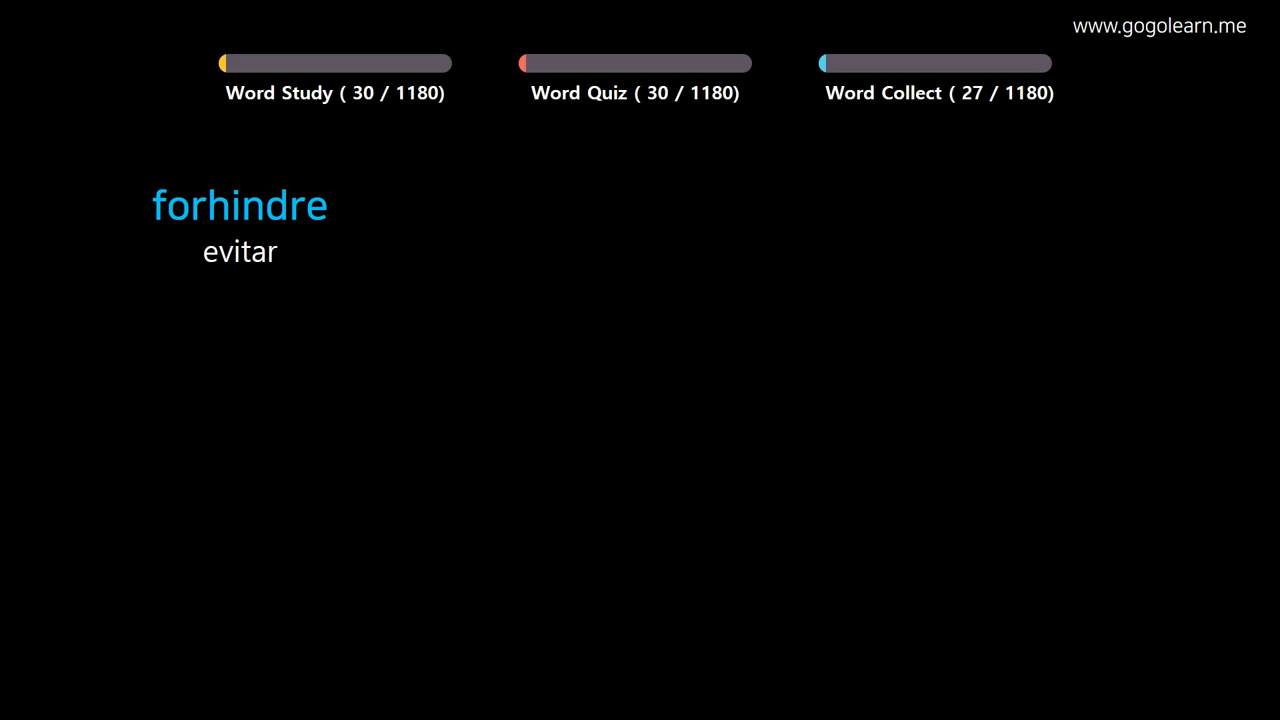 www.gogolearn.me
Word Study ( 30 / 1180)
Word Quiz ( 30 / 1180)
Word Collect ( 27 / 1180)
forhindre
evitar